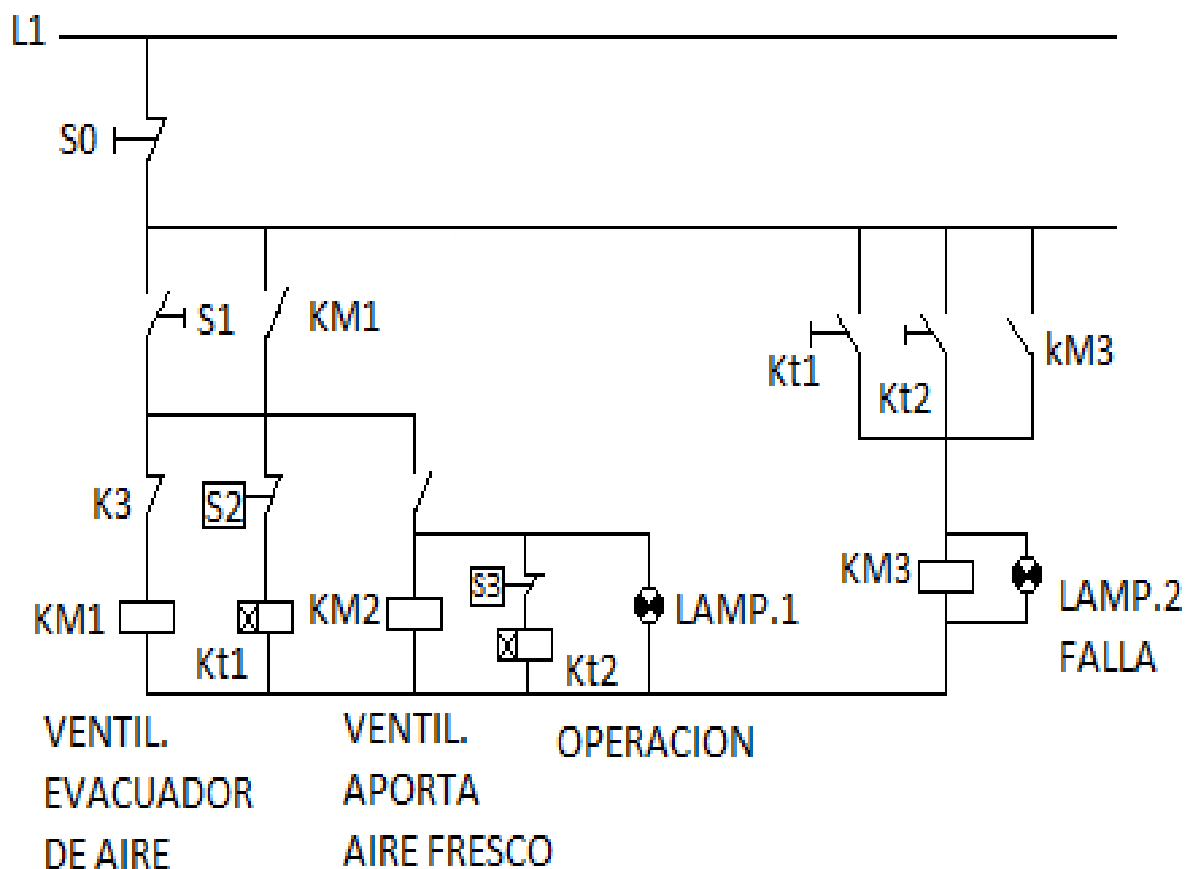 L1
S0
S1
KM1
Kt1
Kt2
kM3
K3
S2
S3
KM1
Kt1
KM2
Kt2
LAMP.1
KM3
LAMP.2
FALLA
VENTIL.
EVACUADOR
DE AIRE
VENTIL.
APORTA
AIRE FRESCO
OPERACION